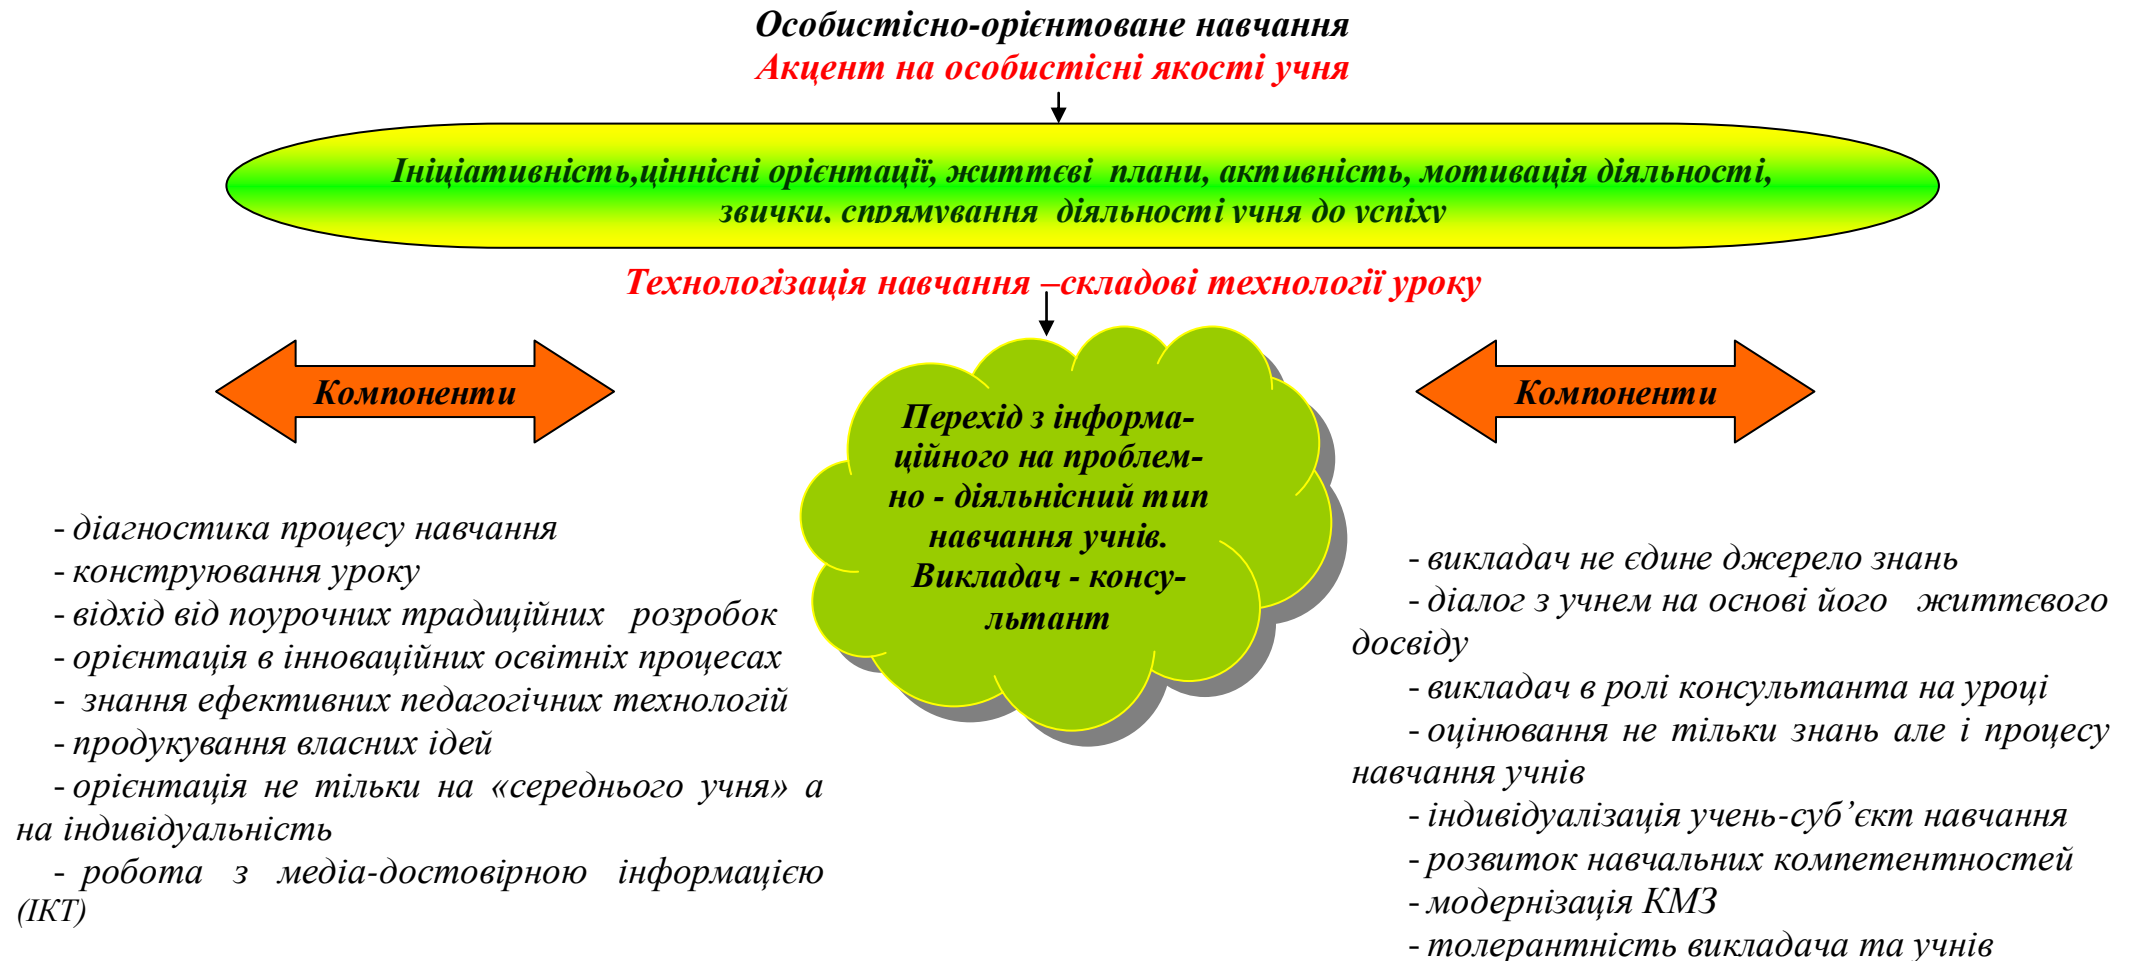 Особистісно-орієнтоване навчання
Акцент на особистісні якості учня
Ініціативність,ціннісні орієнтації, життєві плани, активність, мотивація діяльності,
звички, спрямування діяльності учня до успіху
Технологізація навчання –складові технології уроку
Компоненти
- діагностика процесу навчання
- конструювання уроку
- відхід від поурочних традиційних розробок
- орієнтація в інноваційних освітніх процесах
- знання ефективних педагогічних технологій
- продукування власних ідей
- орієнтація не тільки на «середнього учня» а
на індивідуальність
- робота з медіа-достовірною інформацією
(ІКТ)
Перехід з інформа-
ційного на проблем-
но - діяльнісний тип
навчання учнів.
Викладач - консу-
льтант
Компоненти
- викладач не єдине джерело знань
- діалог з учнем на основі його життєвого
досвіду
- викладач в ролі консультанта на уроці
- оцінювання не тільки знань але і процесу
навчання учнів
- індивідуалізація учень-суб’єкт навчання
- розвиток навчальних компетентностей
- модернізація КМЗ
- толерантність викладача та учнів